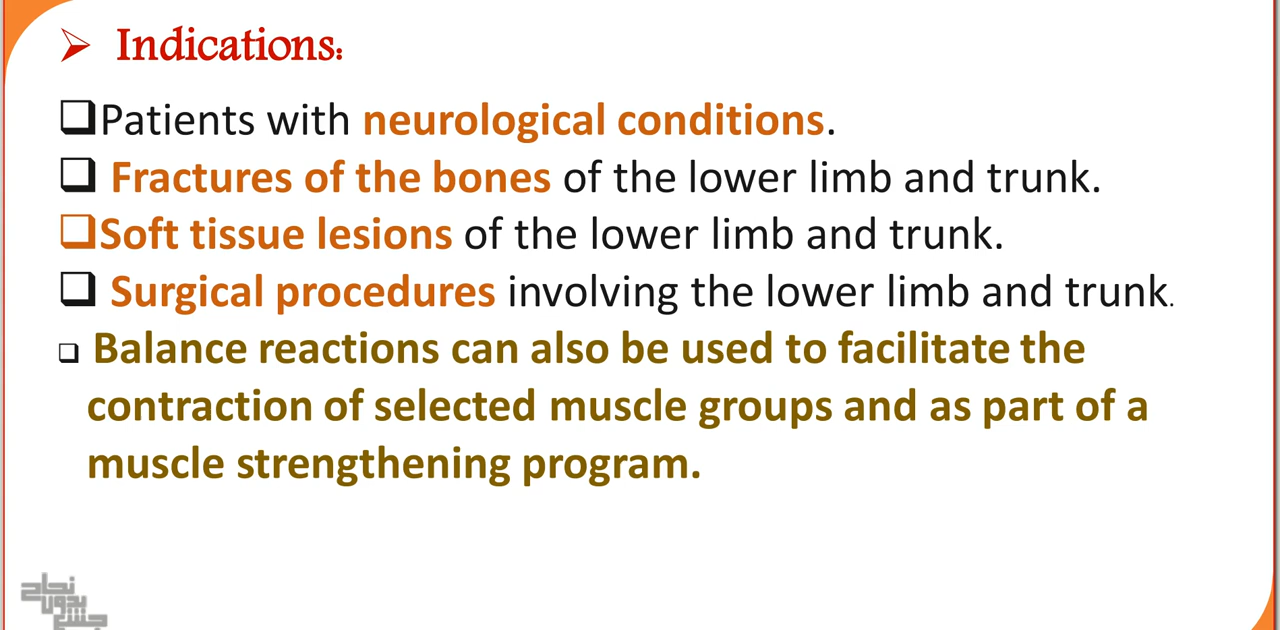 Indications:
Patients with neurological conditions.
Fractures of the bones of the lower limb and trunk.
Soft tissue lesions of the lower limb and trunk.
Surgical procedures involving the lower limb and trunk.
Balance reactions can also be used to facilitate the
contraction of selected muscle groups and as part of a
muscle strengthening program.
نجاح
بدون